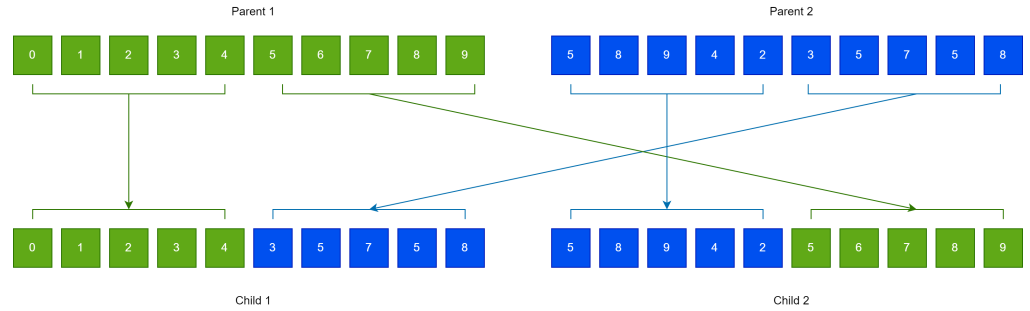 Parent 1
Parent 2
0 1 2 3 4 5 6 7 8 9
5 8 9 4 2 3 5 7 5 8
0 1 2 3 4 3 5 7 5 8
5 8 9 4 2 5 6 7 8 9
Child 1
Child 2